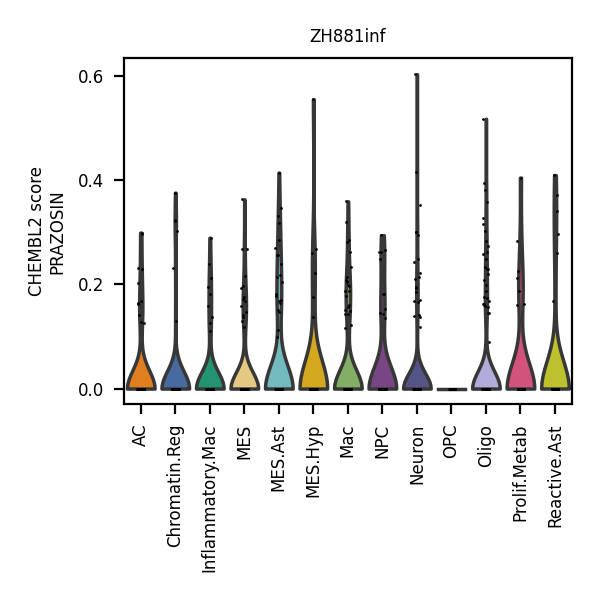 ZH881inf
CHEMBL2 score
PRAZOSIN
0.6
0.4
0.2
0.0
AC
Chromatin.Reg
Inflammatory.Mac
MES
MES.Ast
MES.Hyp
Mac
NPC
Neuron
OPC
Oligo
Prolif.Metab
Reactive.Ast